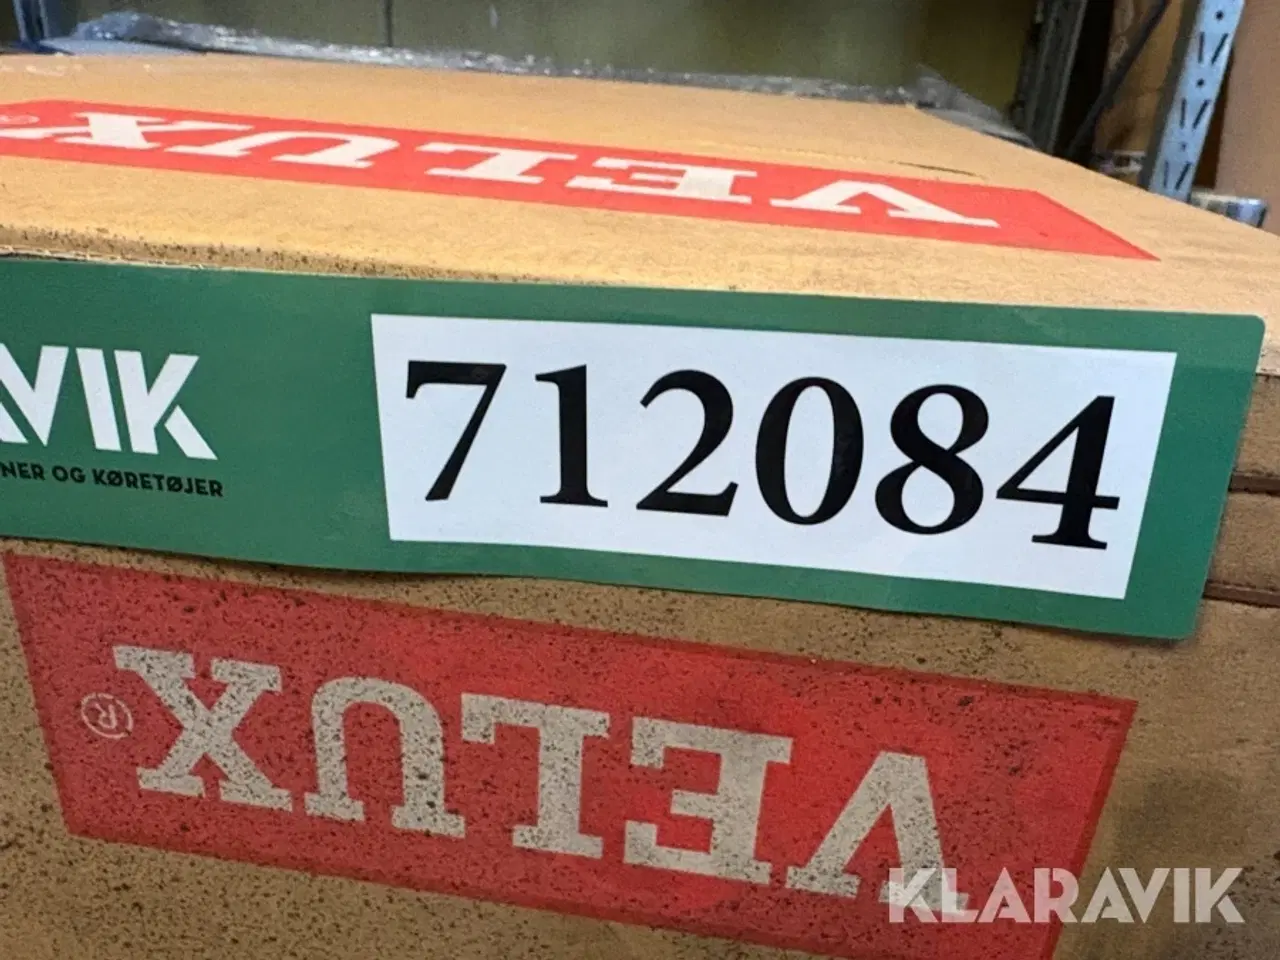 VELUX
VIK
NER OG KØRETØJER
712084
VELUX®
KLARAVIK